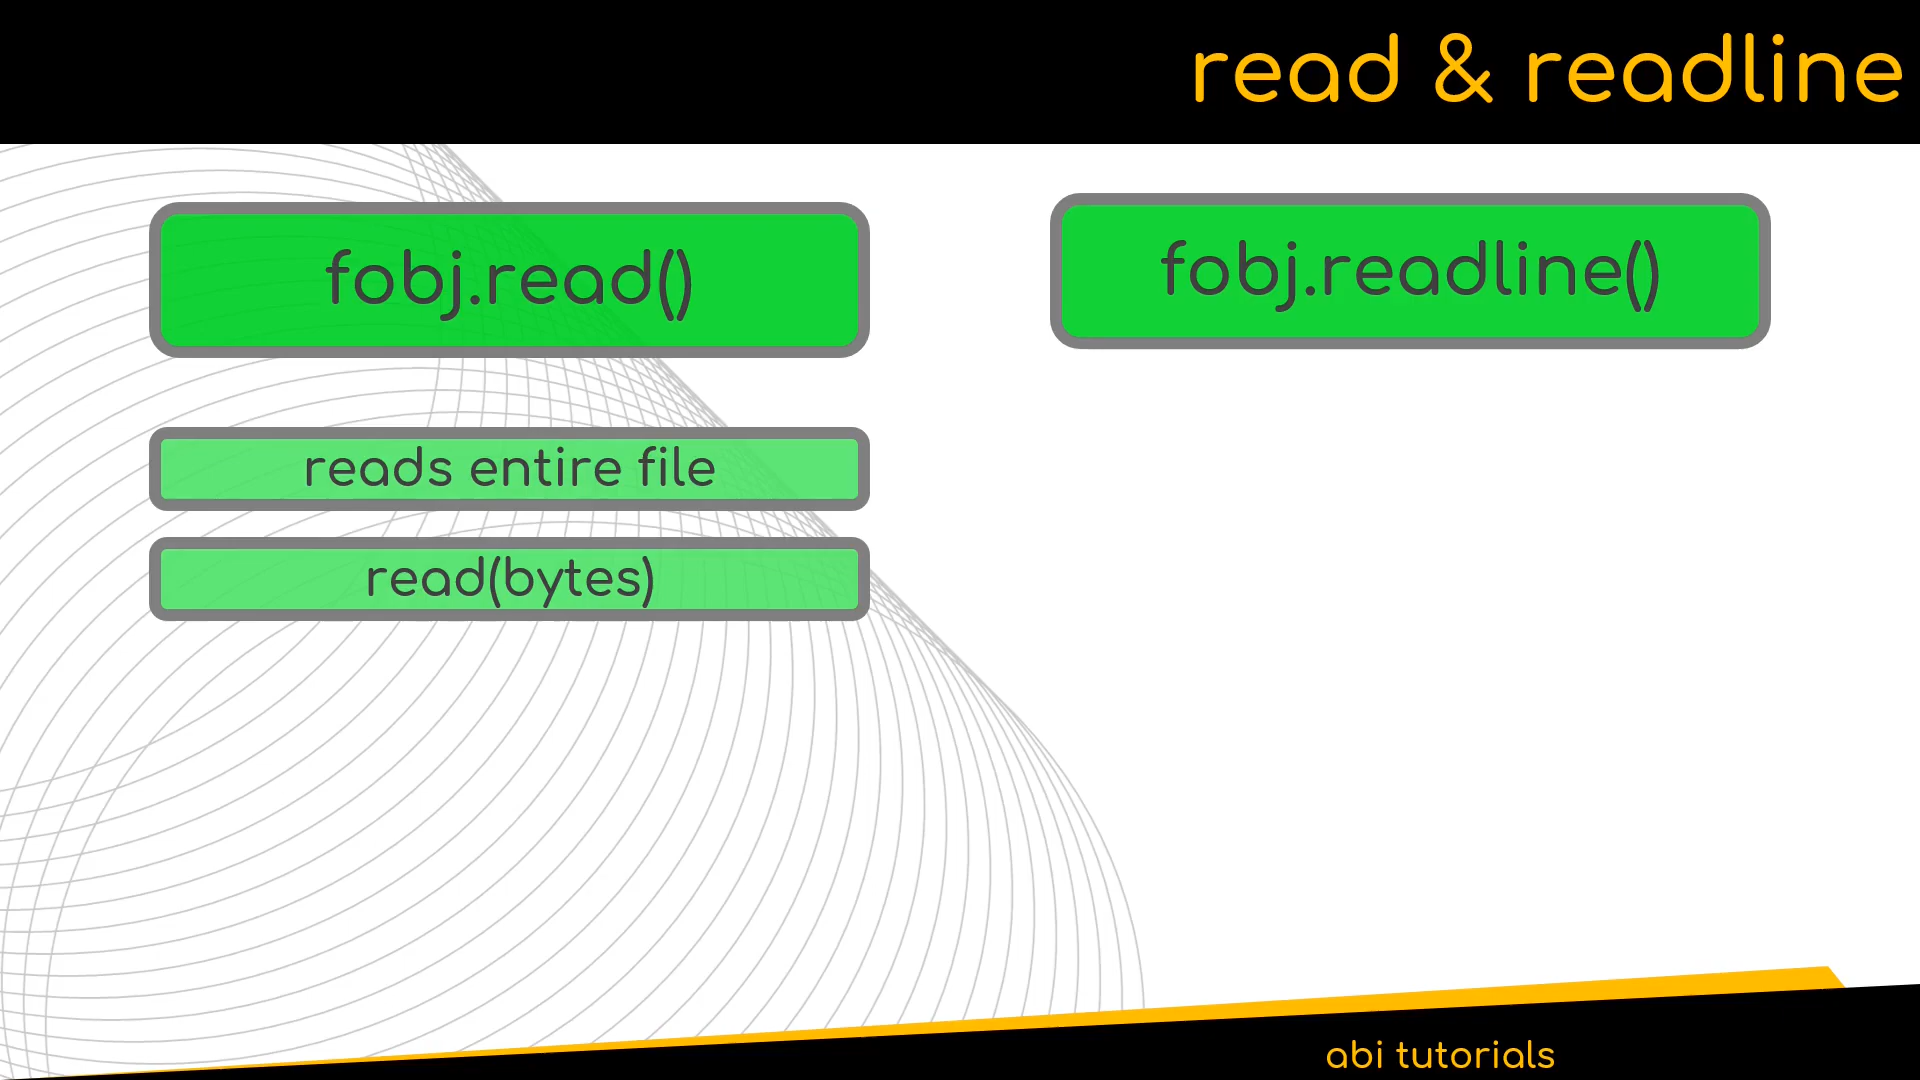 read & readline
fobj.read()
fobj.readline()
reads entire file
read(bytes)
abi tutorials